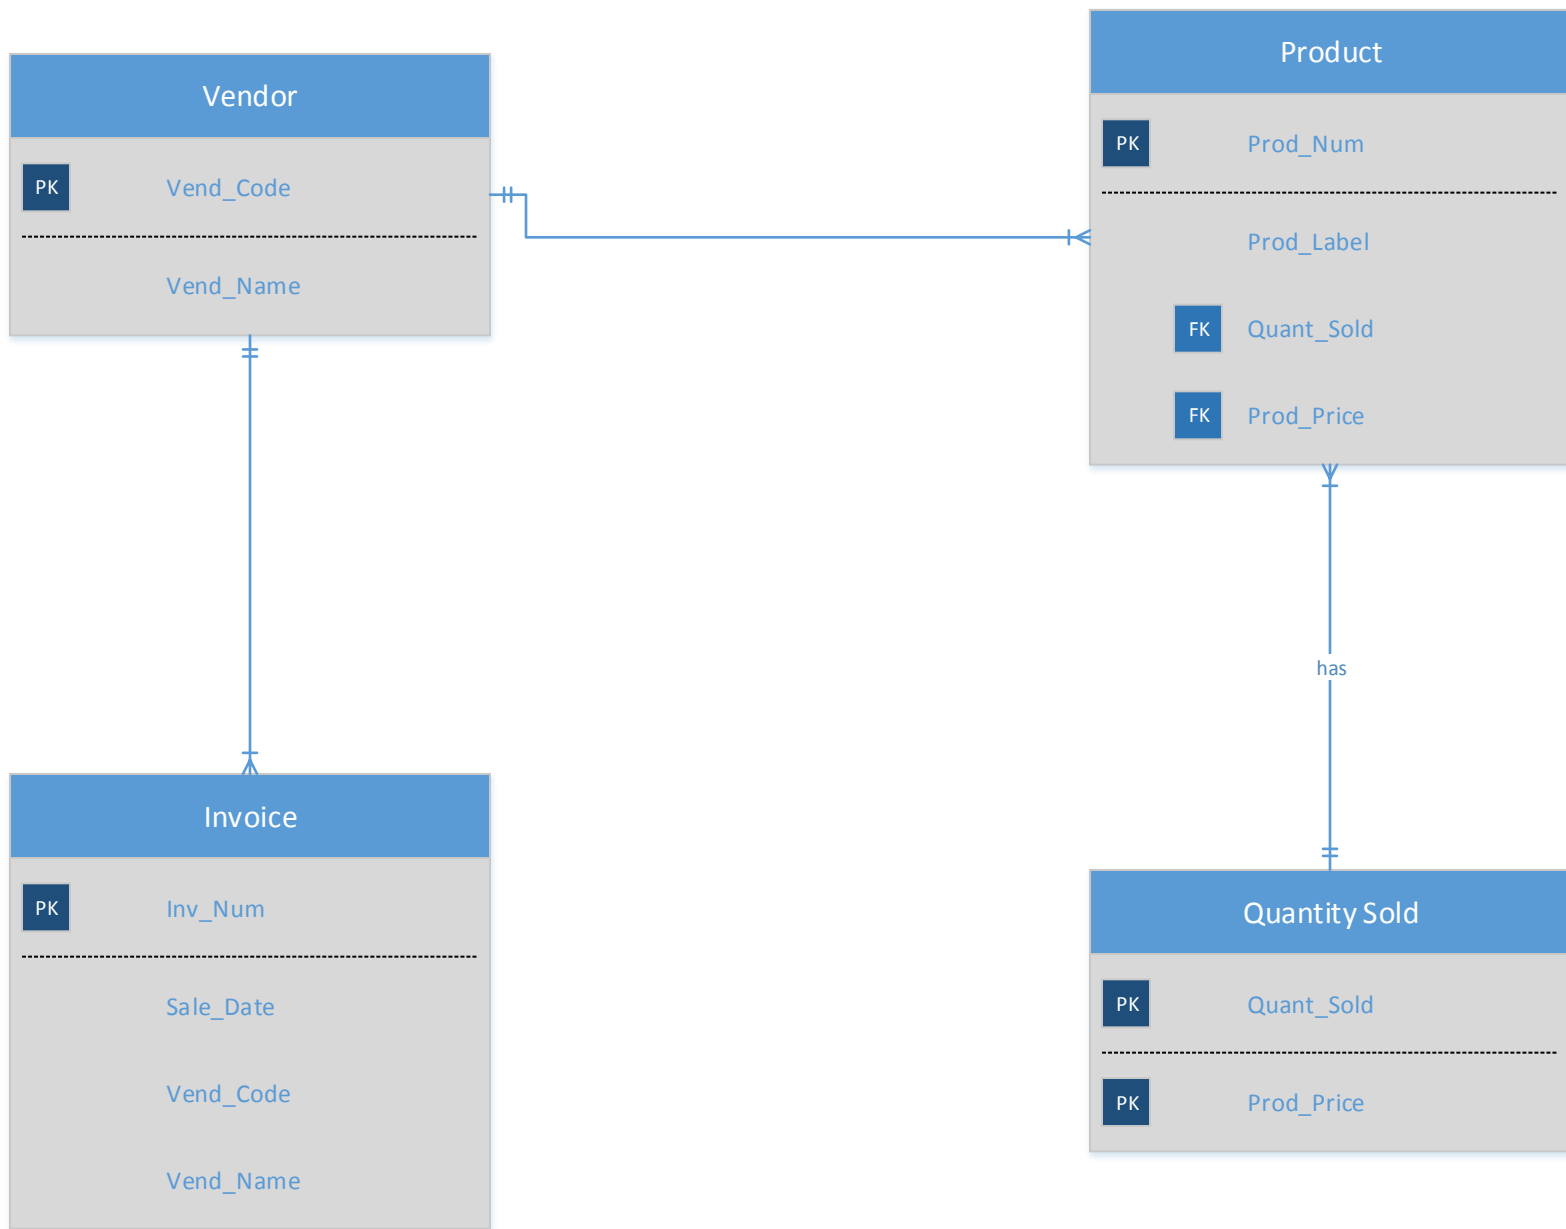 Vendor
PK Vend_Code
Vend_Name
Product
PK Prod_Num
Prod_Label
FK Quant_Sold
FK Prod_Price
has
Invoice
PK Inv_Num
Sale_Date
Vend_Code
Vend_Name
Quantity Sold
PK Quant_Sold
PK Prod_Price